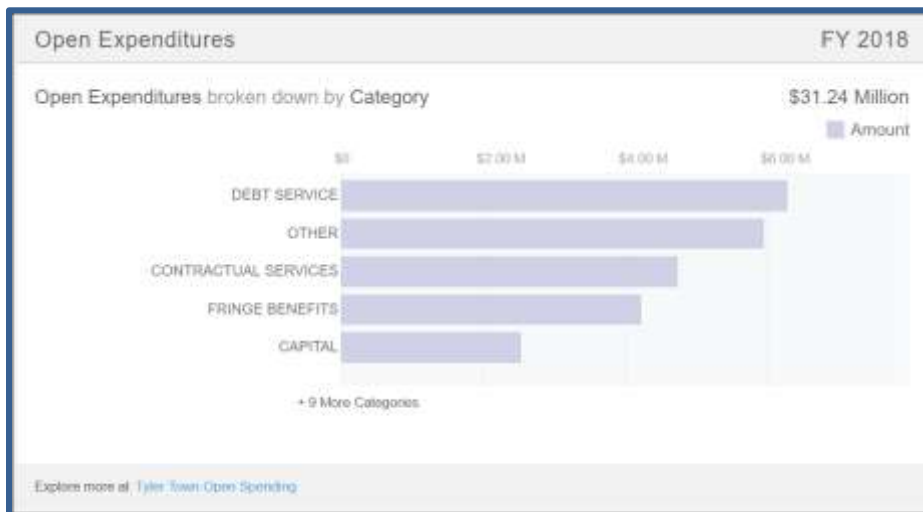 Open Expenditures FY 2018
Open Expenditures broken down by Category $31.24 Million
Amount
$0 $2.00 M $4.00 M $6.00 M
DEBT SERVICE
OTHER
CONTRACTUAL SERVICES
FRINGE BENEFITS
CAPITAL
+ 9 More Categories
Explore more at Tyler Town Open Spending